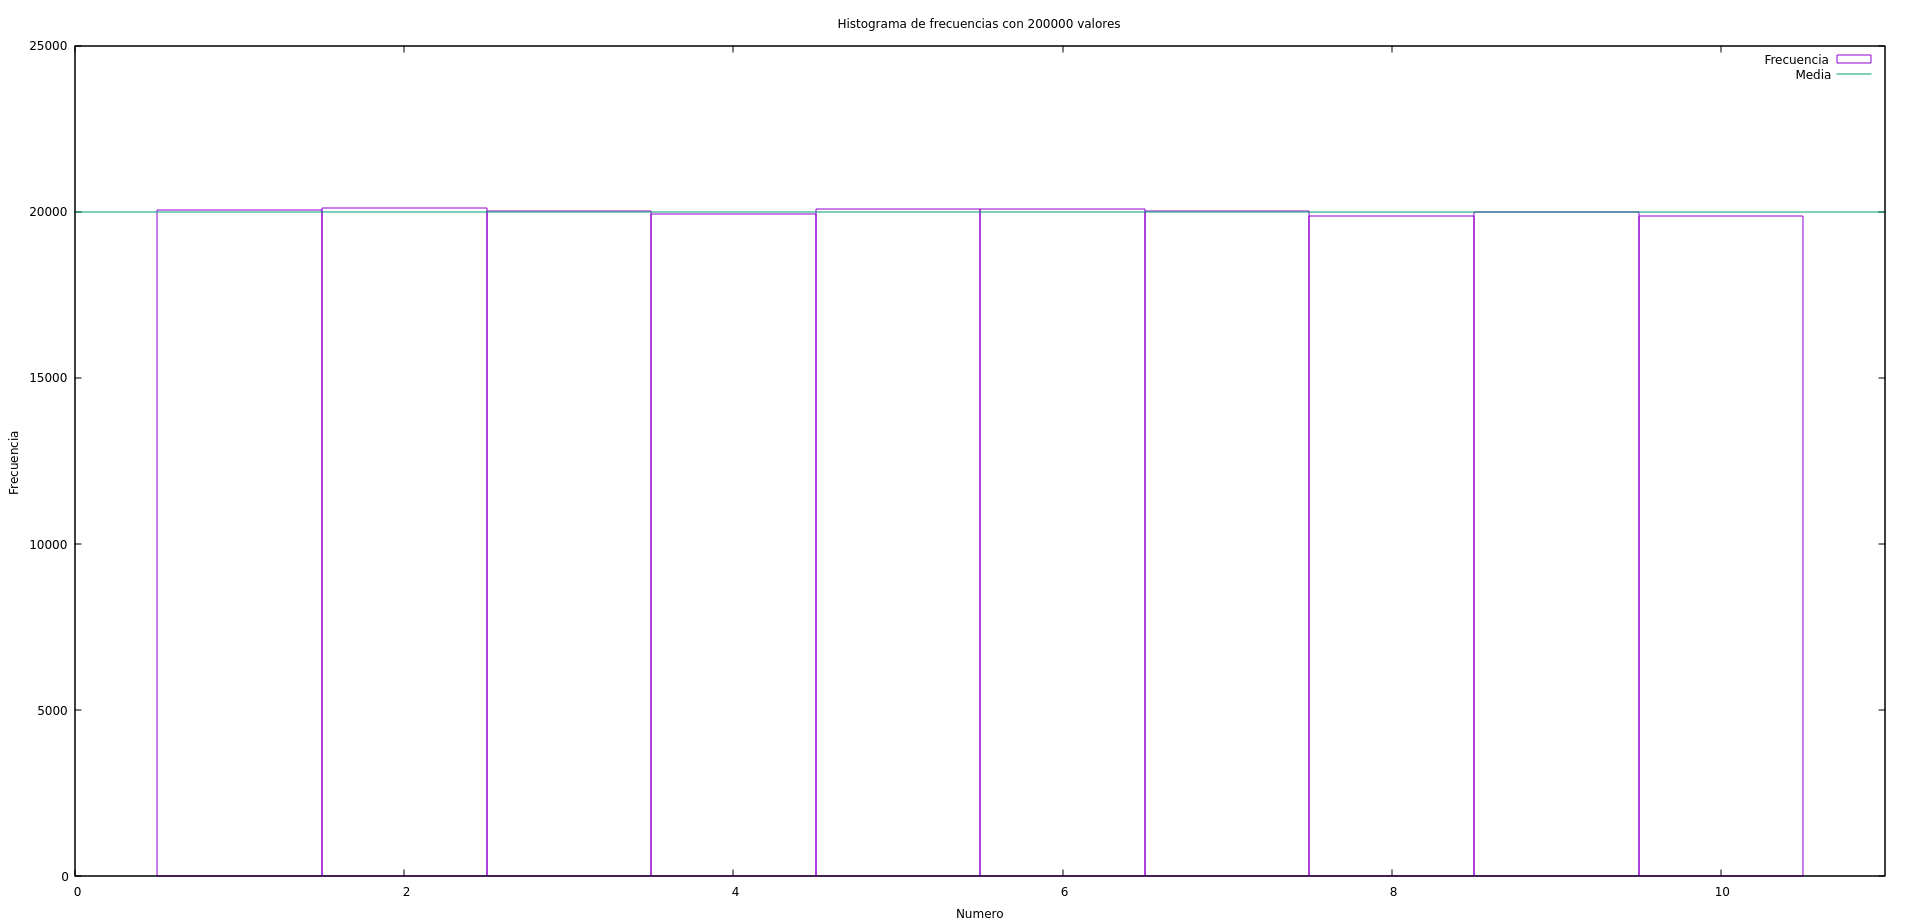 Histograma de frecuencias con 200000 valores
25000
20000
15000
10000
5000
0
Frecuencia
Frecuencia
Media
0 2 4 6 8 10
Numero